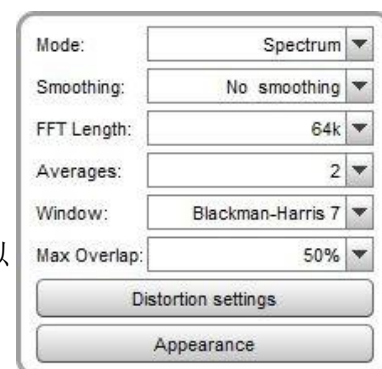 Mode: Spectrum
Smoothing: No smoothing
FFT Length: 64k
Averages: 2
Window: Blackman-Harris 7
以 Max Overlap: 50%
Distortion settings
Appearance